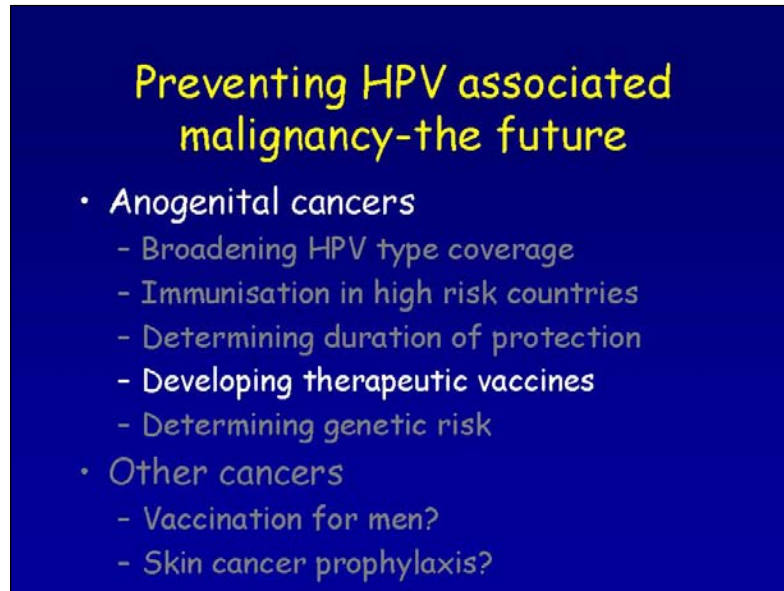 Preventing HPV associated
malignancy-the future
• Anogenital cancers
– Broadening HPV type coverage
– Immunisation in high risk countries
– Determining duration of protection
– Developing therapeutic vaccines
– Determining genetic risk
• Other cancers
– Vaccination for men?
– Skin cancer prophylaxis?